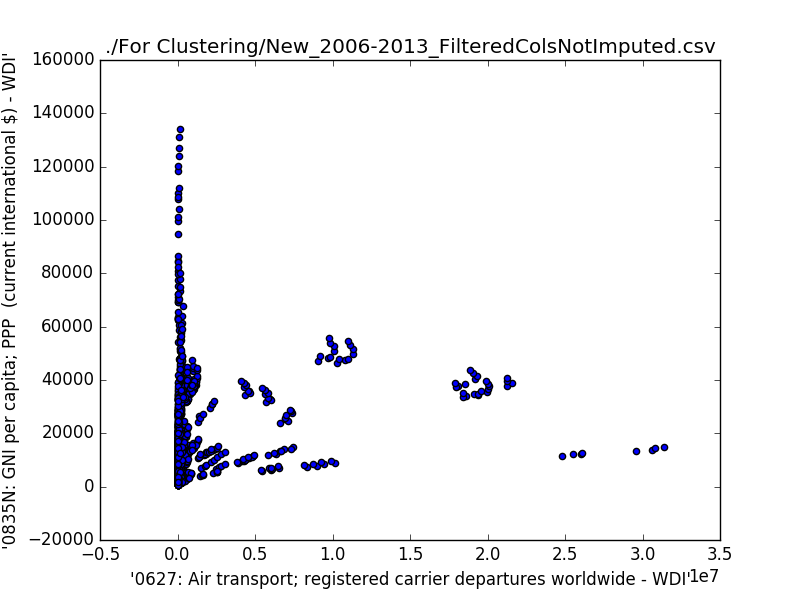 ./For Clustering/New_2006-2013_FilteredColsNotImputed.csv
160000
140000
120000
100000
80000
60000
40000
20000
0
−20000
'0835N: GNI per capita; PPP  (current international $) - WDI'
−0.5 0.0 0.5 1.0 1.5 2.0 2.5 3.0 3.5
1e7
'0627: Air transport; registered carrier departures worldwide - WDI'